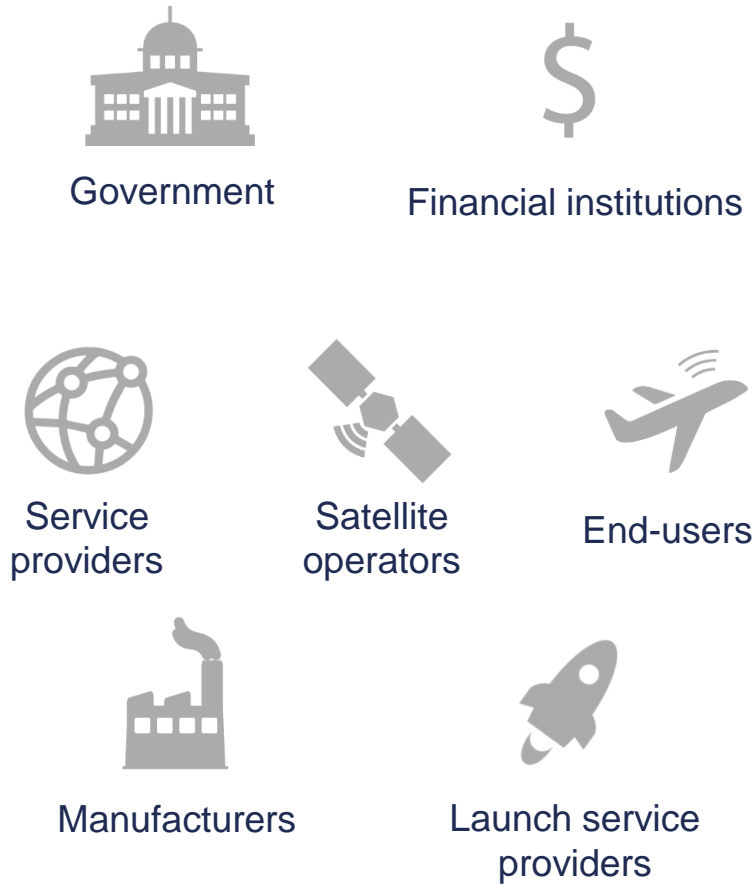 Government
Financial institutions
Service
providers
Satellite
operators
End-users
Manufacturers
Launch service
providers